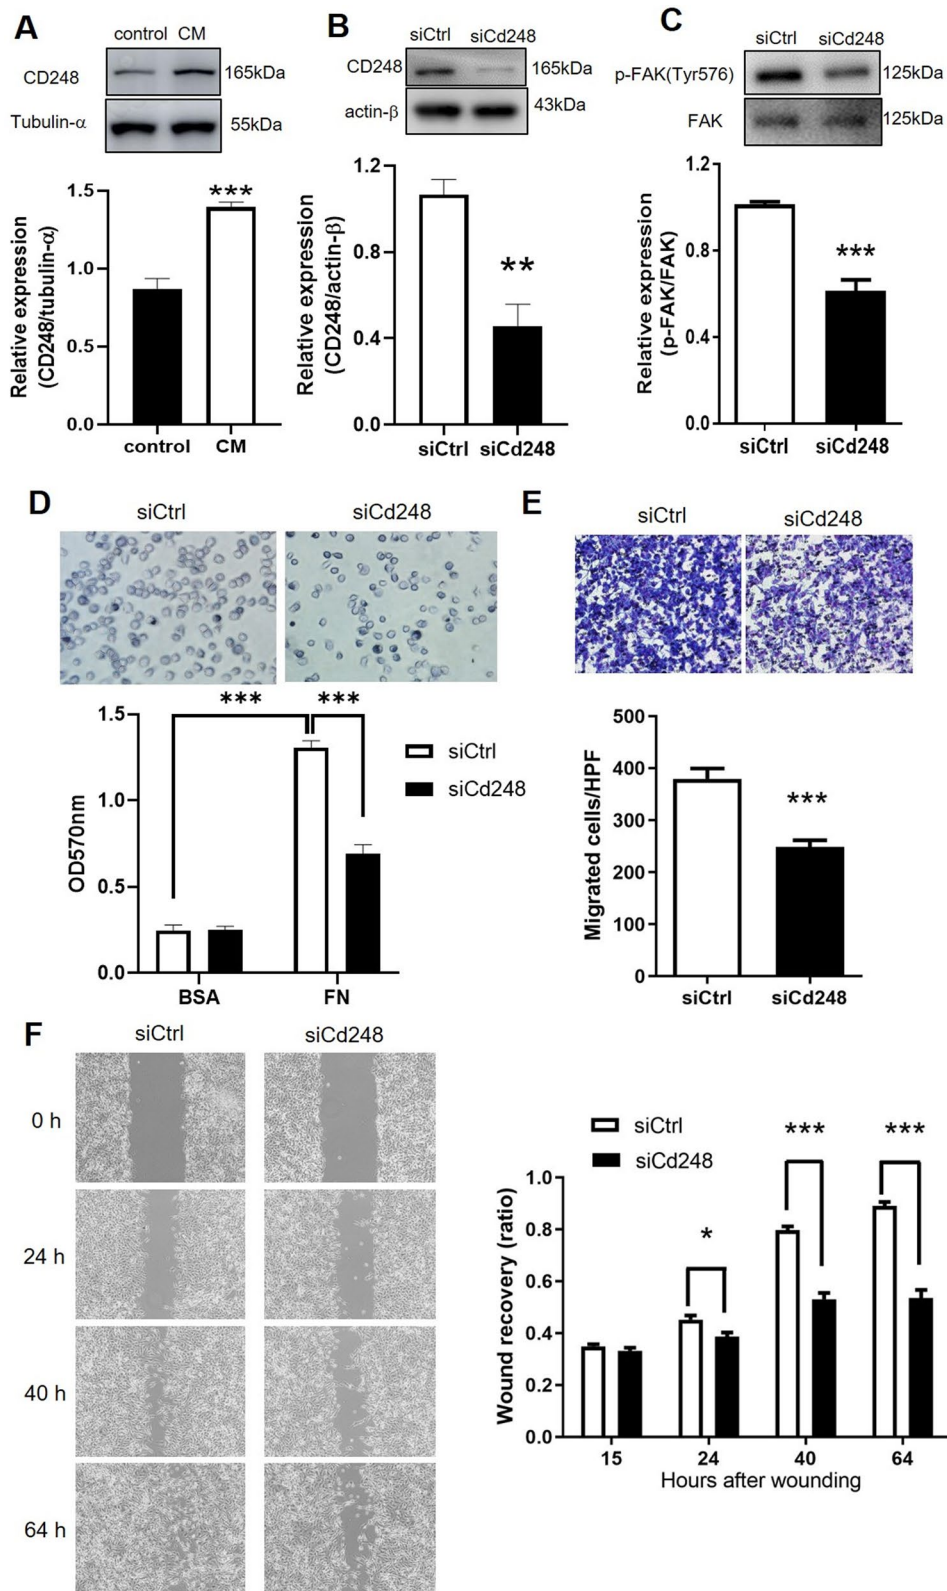 A
control CM
CD248
165kDa
Tubulin-α
55kDa
Relative expression
(CD248/tubulin-α)
1.5
1.0
0.5
0.0
***
control CM
B
siCtrl siCd248
CD248
165kDa
actin-β
43kDa
Relative expression
(CD248/actin-β)
1.2
0.8
0.4
0.0
**
siCtrl siCd248
C
siCtrl siCd248
p-FAK(Tyr576)
125kDa
FAK
125kDa
Relative expression
(p-FAK/FAK)
1.2
0.8
0.4
0.0
***
siCtrl siCd248
D
siCtrl siCd248
*** ***
OD570nm
1.5
1.0
0.5
0.0
BSA FN
siCtrl
siCd248
E
siCtrl siCd248
Migrated cells/HPF
500
400
300
200
100
0
***
siCtrl siCd248
F
siCtrl siCd248
0 h
24 h
40 h
64 h
siCtrl
siCd248
*** ***
*
Wound recovery (ratio)
1.0
0.8
0.6
0.4
0.2
0.0
15 24 40 64
Hours after wounding